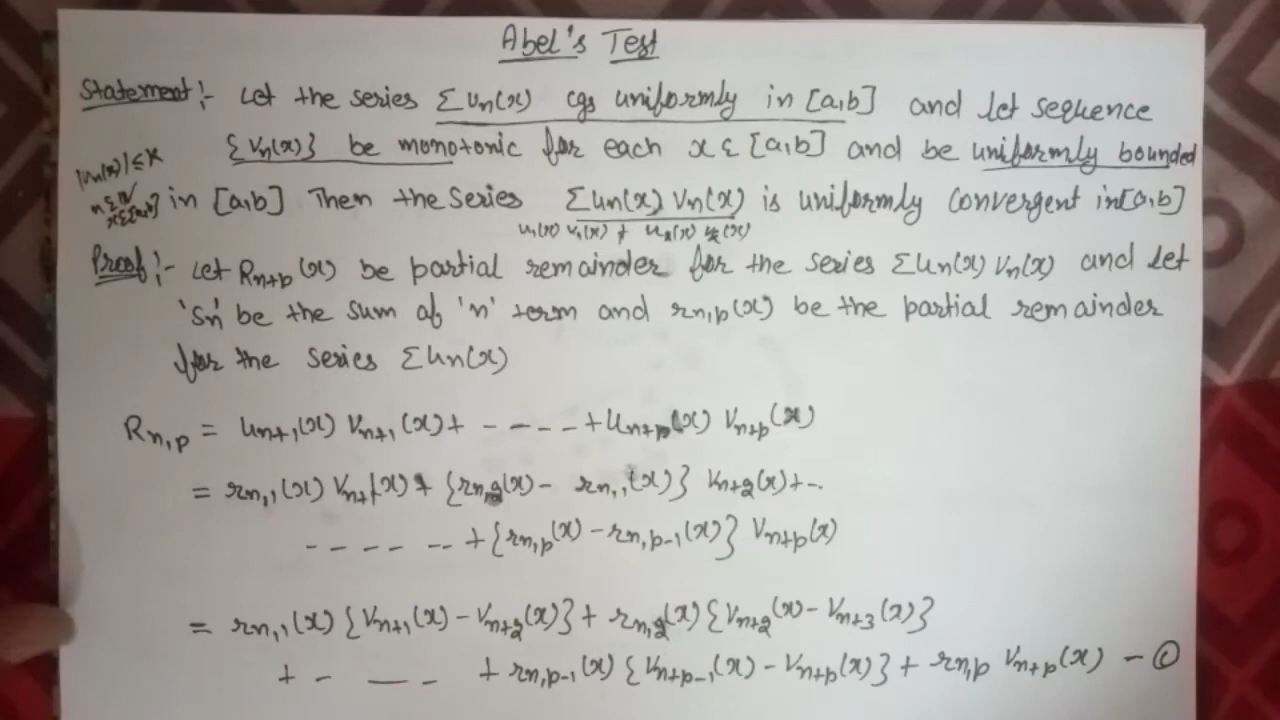 Abel's Test
Statement :- Let the series Σun(x) cgs uniformly in [a,b] and let sequence
{Vn(x)} be monotonic for each x ε [a,b] and be uniformly bounded
|Vn(x)| ≤ K
n ε N
x ε [a,b]
in [a,b] Then the series Σun(x) Vn(x) is uniformly convergent in [a,b]
u₁(x) v₁(x) + u₂(x) v₂(x)
Proof :- Let Rn+p(x) be partial remainder for the series Σun(x) Vn(x) and let
'Sn' be the sum of 'n' term and rn,p(x) be the partial remainder
for the series Σun(x)
Rn,p = un+1(x) Vn+1(x) + - - - - + un+p(x) Vn+p(x)
= rn,1(x) Vn+1(x) + {rn,2(x) - rn,1(x)} Vn+2(x) + -.
- - - - - - + {rn,p(x) - rn,p-1(x)} Vn+p(x)
= rn,1(x) {Vn+1(x) - Vn+2(x)} + rn,2(x) {Vn+2(x) - Vn+3(x)}
+ - - - - + rn,p-1(x) {Vn+p-1(x) - Vn+p(x)} + rn,p Vn+p(x) - ①